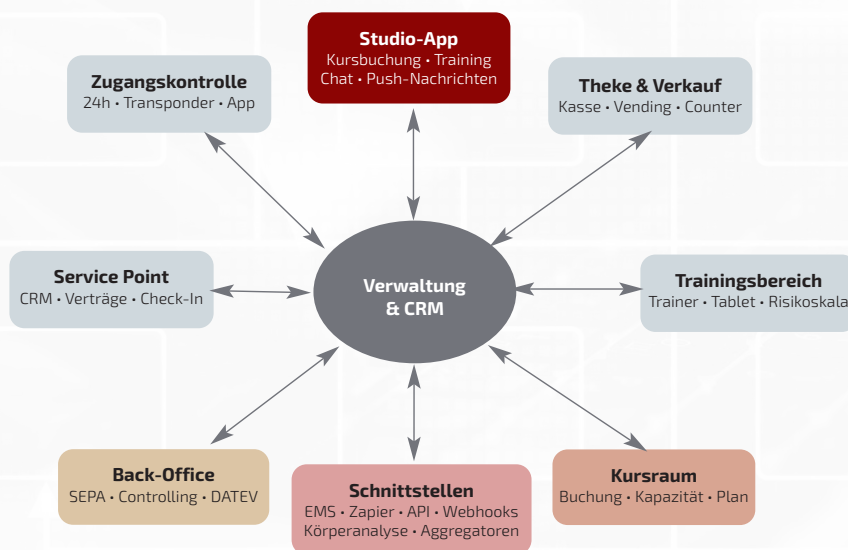 Studio-App
Kursbuchung • Training
Chat • Push-Nachrichten
Zugangskontrolle
24h • Transponder • App
Theke & Verkauf
Kasse • Vending • Counter
Service Point
CRM • Verträge • Check-In
Verwaltung
& CRM
Trainingsbereich
Trainer • Tablet • Risikoskala
Back-Office
SEPA • Controlling • DATEV
Schnittstellen
EMS • Zapier • API • Webhooks
Körperanalyse • Aggregatoren
Kursraum
Buchung • Kapazität • Plan